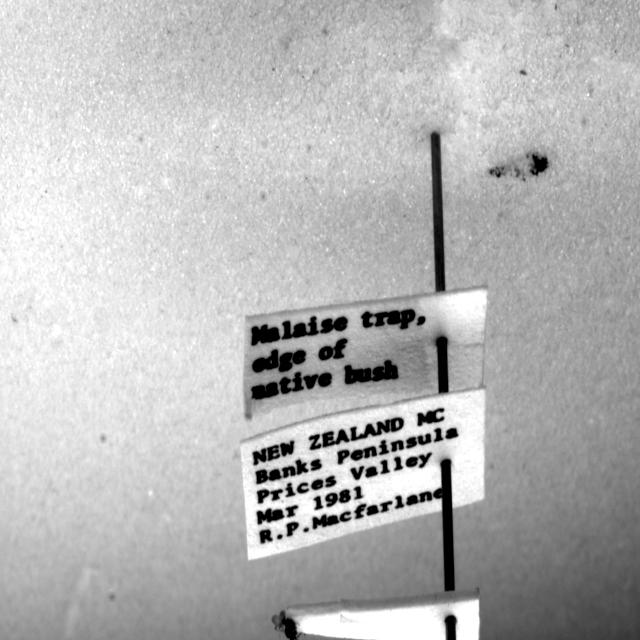 Malaise trap,
edge of
native bush
NEW ZEALAND MC
Banks Peninsula
Prices Valley
Mar 1981
R.P.Macfarlane